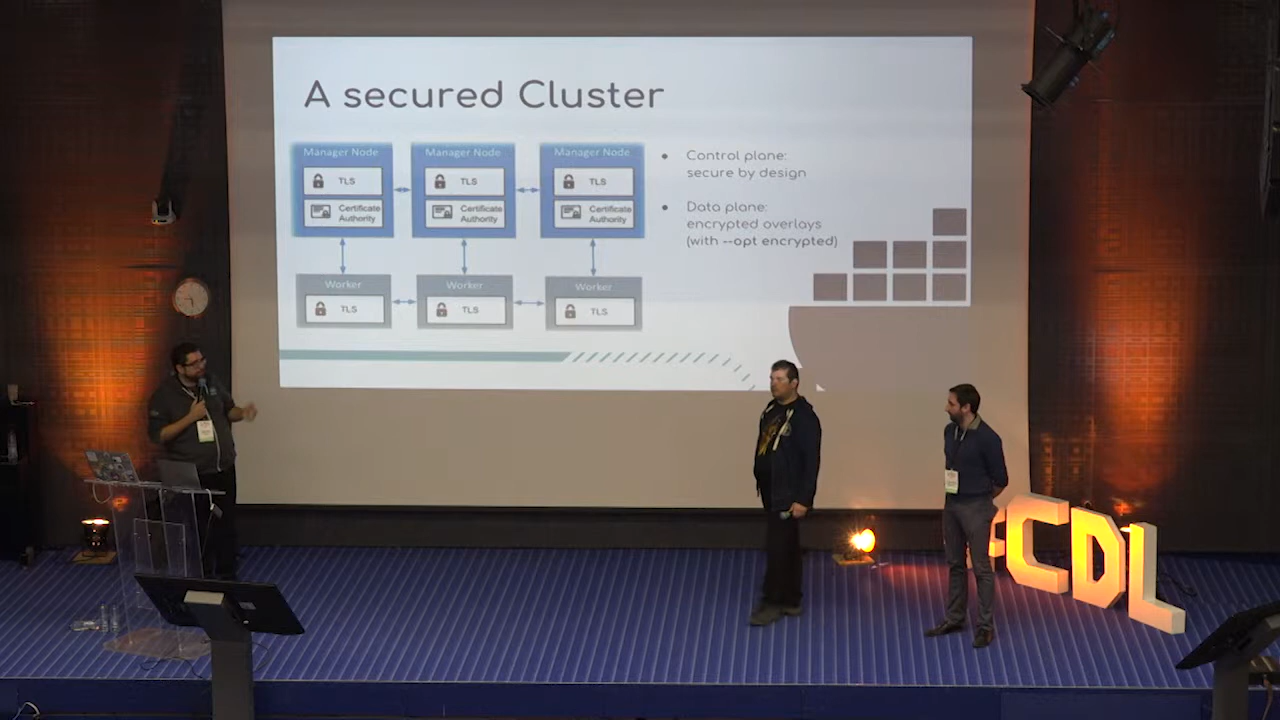 A secured Cluster
Manager Node
TLS
Certificate
Authority
Manager Node
TLS
Certificate
Authority
Manager Node
TLS
Certificate
Authority
Worker
TLS
Worker
TLS
Worker
TLS
• Control plane:
secure by design
• Data plane:
encrypted overlays
(with --opt encrypted)
CDL